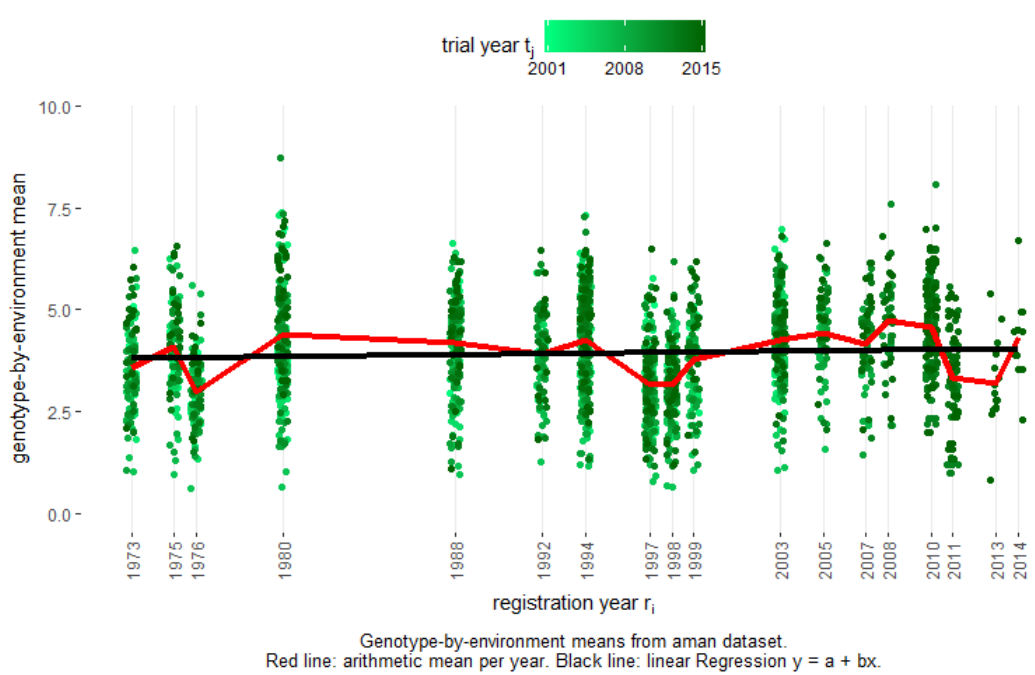 trial year tj
2001 2008 2015
genotype-by-environment mean
10.0
7.5
5.0
2.5
0.0
1973 1975 1976 1980 1988 1992 1994 1997 1998 1999 2003 2005 2007 2008 2010 2011 2013 2014
registration year ri
Genotype-by-environment means from aman dataset.
Red line: arithmetic mean per year. Black line: linear Regression y = a + bx.